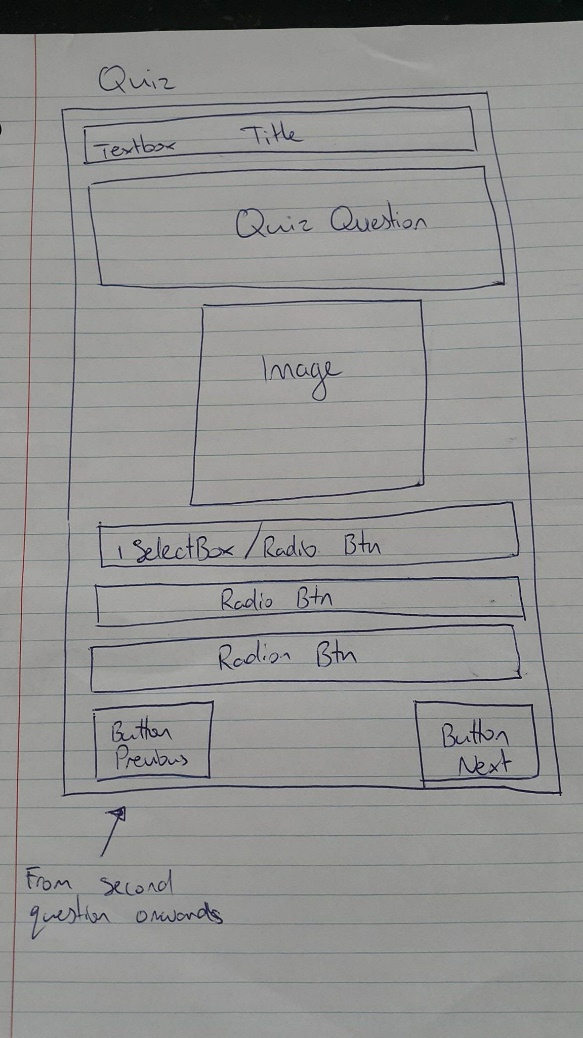 Quiz
Textbox Title
Quiz Question
Image
1 SelectBox / Radio Btn
Radio Btn
Radion Btn
Button
Previous
Button
Next
From second
question onwards